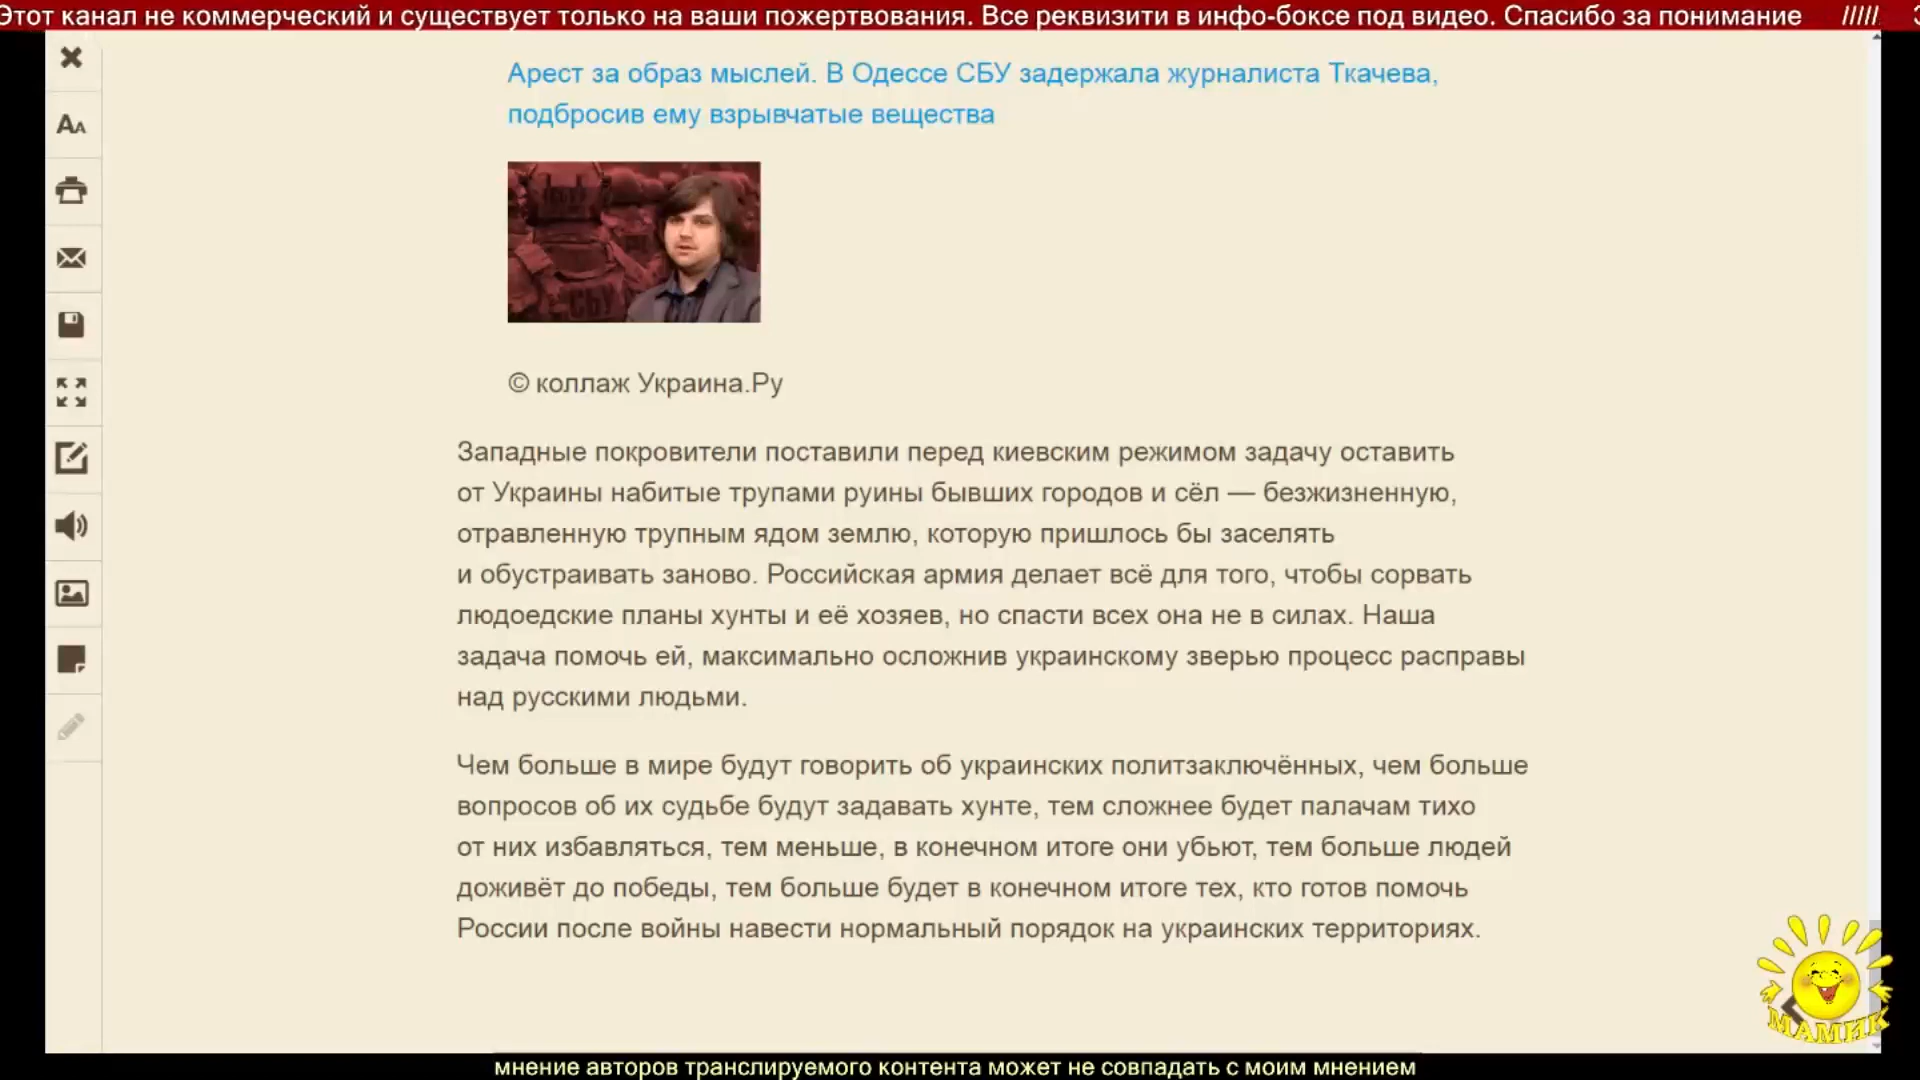 Этот канал не коммерческий и существует только на ваши пожертвования. Все реквизити в инфо-боксе под видео. Спасибо за понимание /////
Арест за образ мыслей. В Одессе СБУ задержала журналиста Ткачева,
подбросив ему взрывчатые вещества
© коллаж Украина.Ру
Западные покровители поставили перед киевским режимом задачу оставить
от Украины набитые трупами руины бывших городов и сёл — безжизненную,
отравленную трупным ядом землю, которую пришлось бы заселять
и обустраивать заново. Российская армия делает всё для того, чтобы сорвать
людоедские планы хунты и её хозяев, но спасти всех она не в силах. Наша
задача помочь ей, максимально осложнив украинскому зверью процесс расправы
над русскими людьми.
Чем больше в мире будут говорить об украинских политзаключённых, чем больше
вопросов об их судьбе будут задавать хунте, тем сложнее будет палачам тихо
от них избавляться, тем меньше, в конечном итоге они убьют, тем больше людей
доживёт до победы, тем больше будет в конечном итоге тех, кто готов помочь
России после войны навести нормальный порядок на украинских территориях.
МАМИК
мнение авторов транслируемого контента может не совпадать с моим мнением